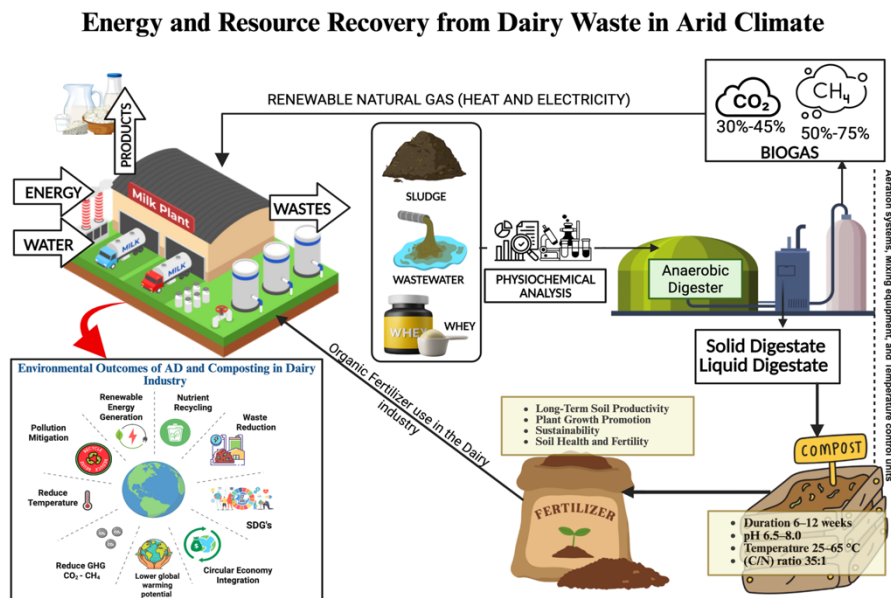 Energy and Resource Recovery from Dairy Waste in Arid Climate
PRODUCTS
ENERGY
WATER
Milk Plant
MILK
MILK
WASTES
RENEWABLE NATURAL GAS (HEAT AND ELECTRICITY)
SLUDGE
WASTEWATER
WHEY
WHEY
PHYSIOCHEMICAL
ANALYSIS
CO₂
30%-45%
CH₄
50%-75%
BIOGAS
Anaerobic
Digester
Aertion systems, Mixing equipment, and Temperature control units
Solid Digestate
Liquid Digestate
COMPOST
• Duration 6–12 weeks
• pH 6.5–8.0
• Temperature 25–65 °C
• (C/N) ratio 35:1
• Long-Term Soil Productivity
• Plant Growth Promotion
• Sustainability
• Soil Health and Fertility
FERTILIZER
Organic Fertilizer use in the Dairy
industry
Environmental Outcomes of AD and Composting in Dairy
Industry
Renewable
Energy
Generation
Nutrient
Recycling
Pollution
Mitigation
Waste
Reduction
Reduce
Temperature
SDG's
Reduce GHG
CO₂ - CH₄
Lower global
warming
potential
Circular Economy
Integration